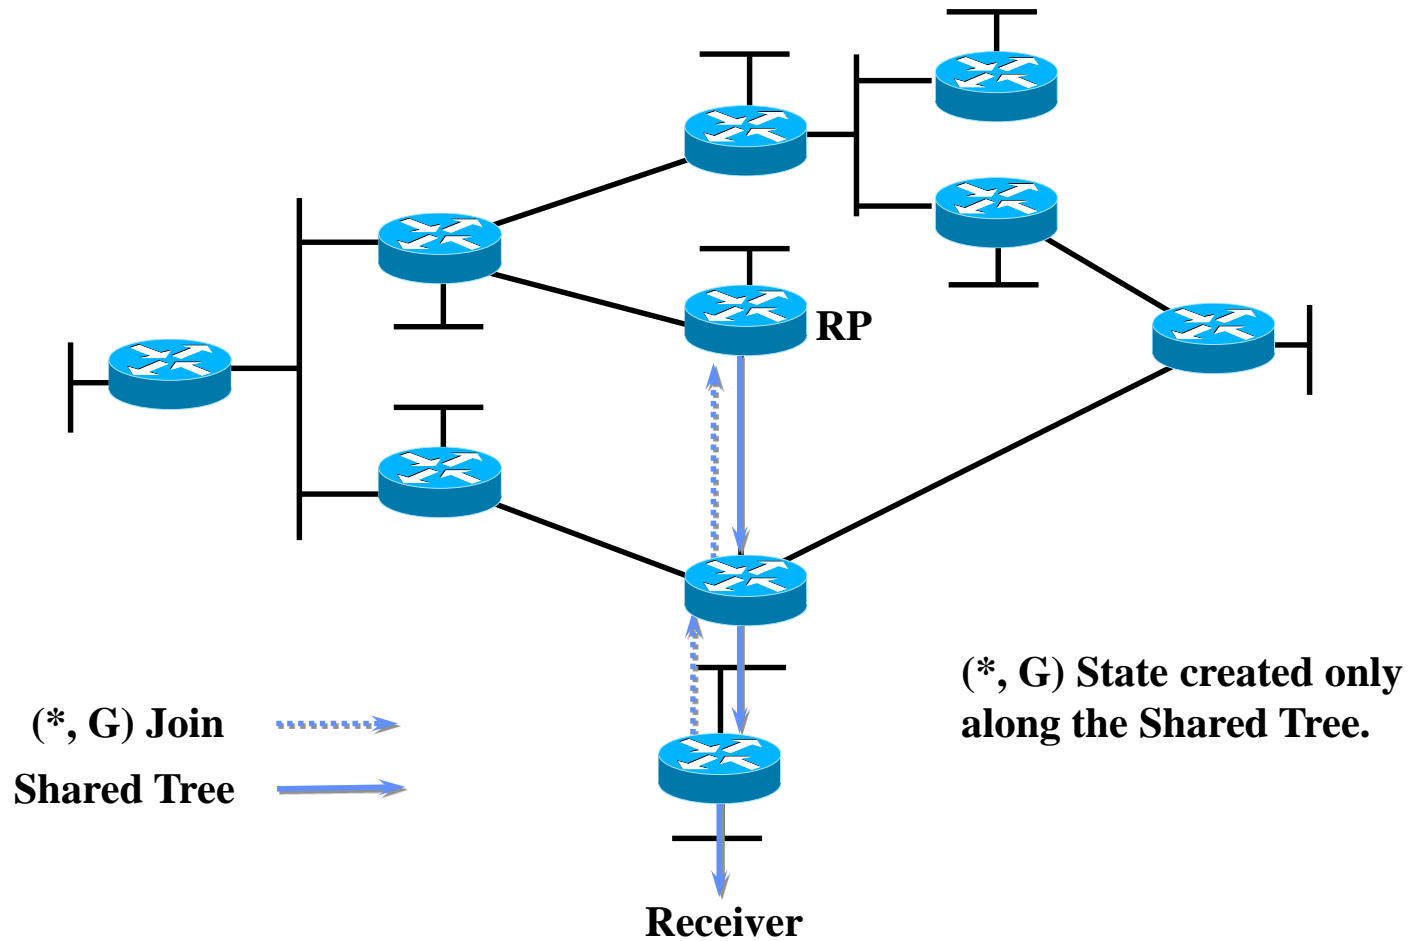 RP
(*, G) State created only
along the Shared Tree.
(*, G) Join
Shared Tree
Receiver